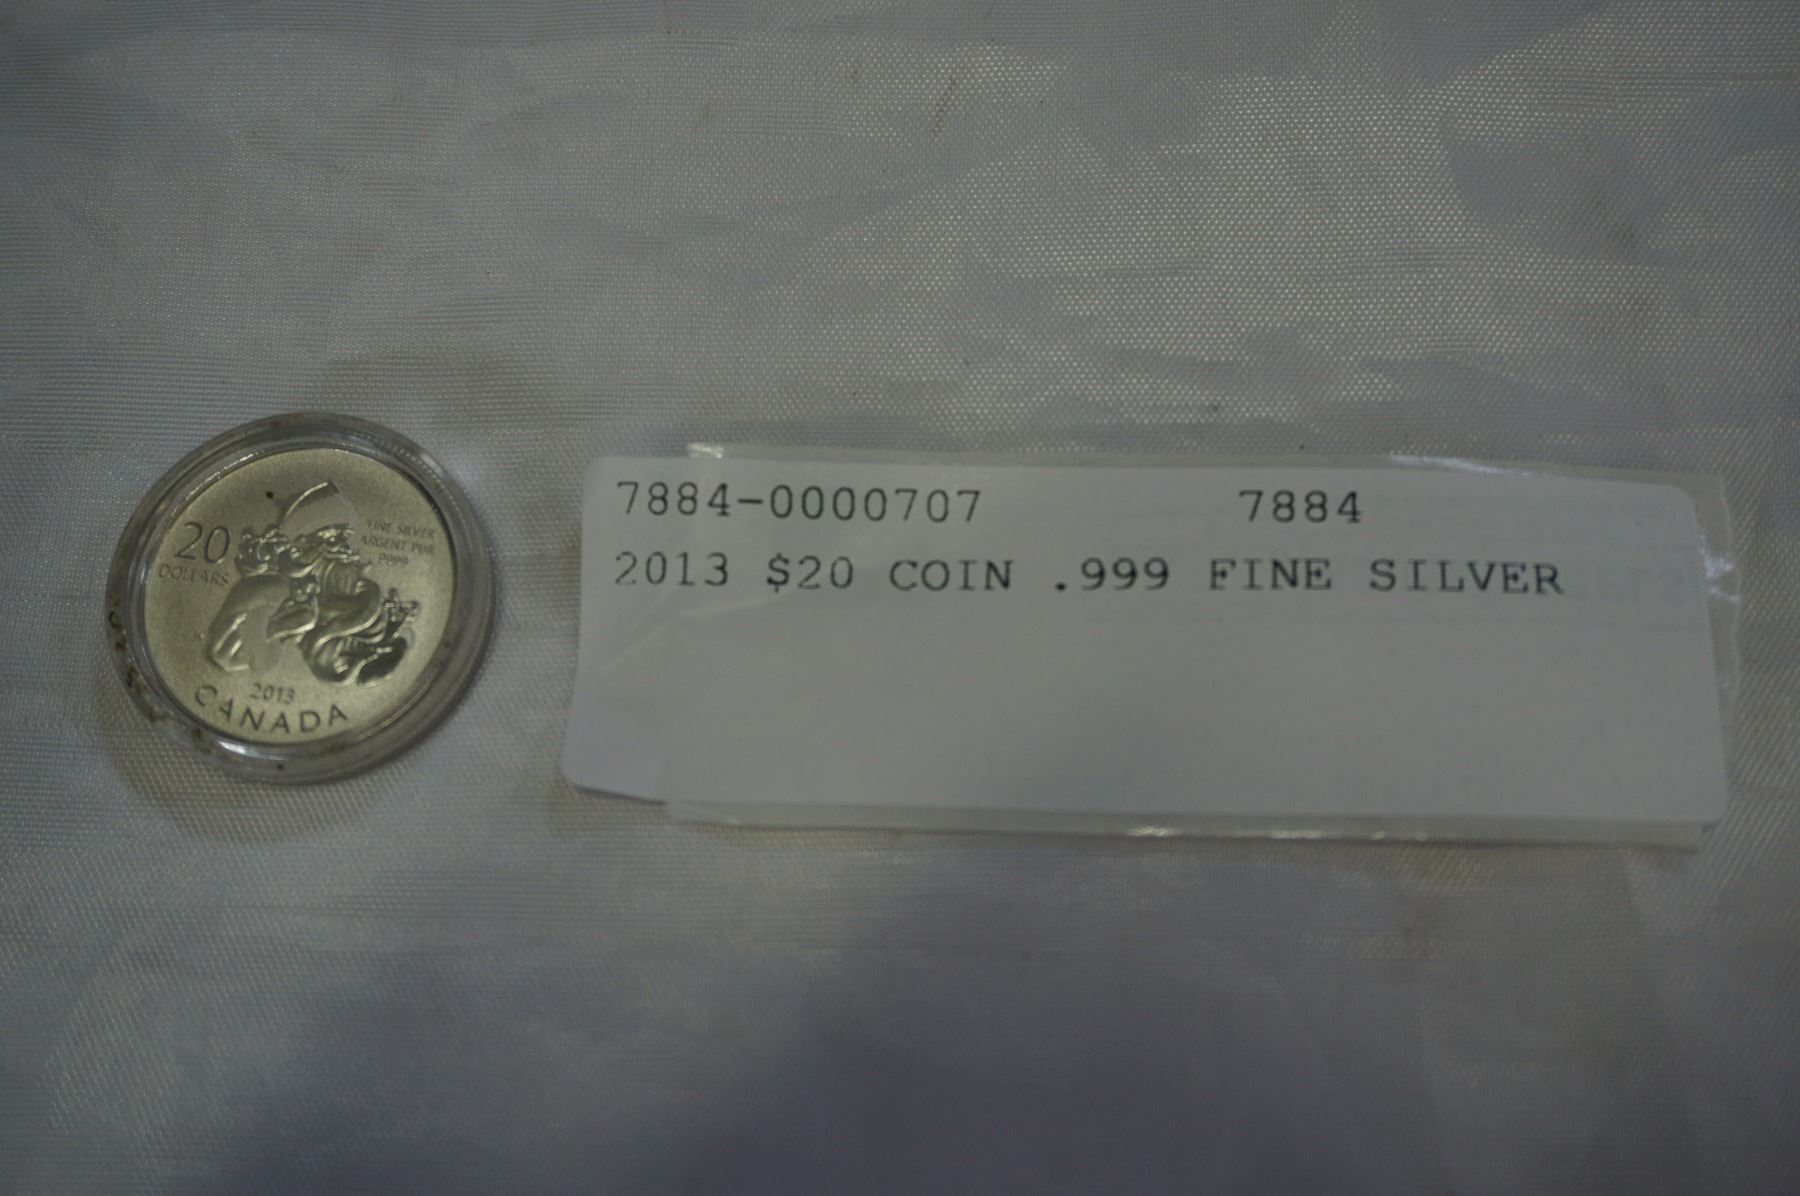 20
DOLLARS
FINE SILVER
ARGENT PUR
9999
2013
CANADA
7884-0000707 7884
2013 $20 COIN .999 FINE SILVER